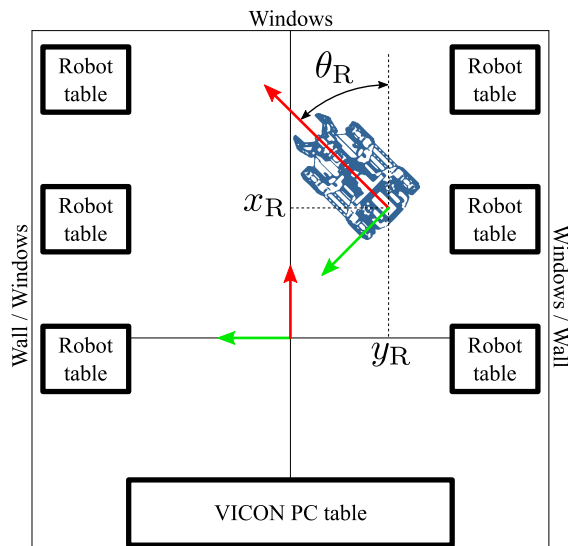 Windows
Robot
table
θR
Robot
table
Robot
table
xR
Robot
table
Wall / Windows
Windows / Wall
Robot
table
yR
Robot
table
VICON PC table